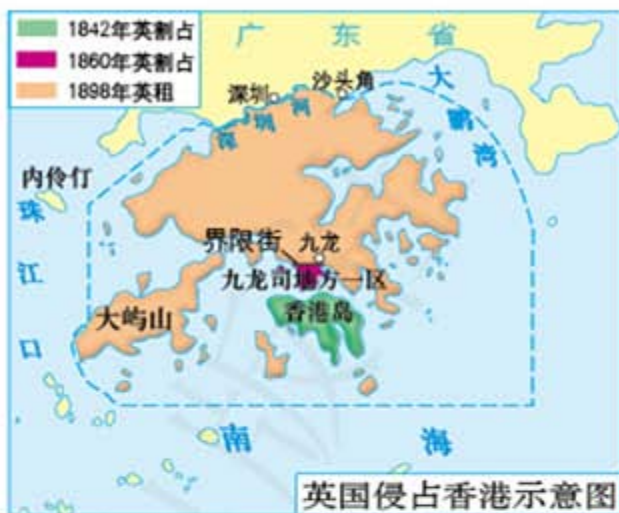 1842年英割占
1860年英割占
1898年英租
广东省
沙头角
深圳
大鹏湾
深圳河
内伶仃
珠江口
界限街
九龙
九龙司地方一区
香港岛
大屿山
南海
英国侵占香港示意图